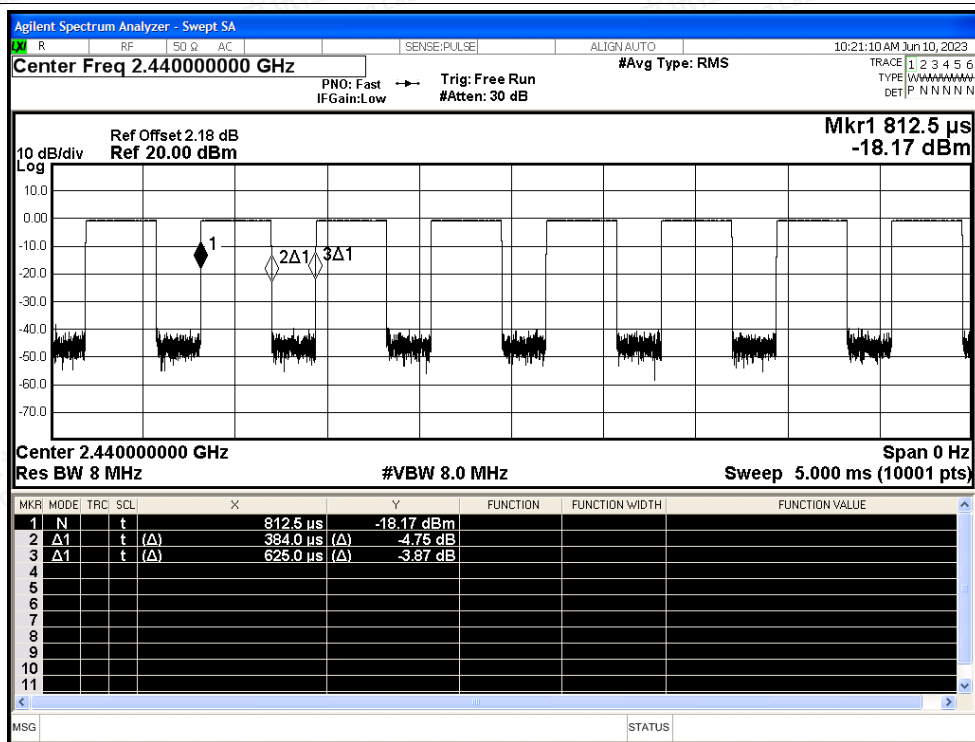 Agilent Spectrum Analyzer - Swept SA
LXI R RF 50 Ω AC SENSE:PULSE ALIGN AUTO 10:21:10 AM Jun 10, 2023
Center Freq 2.440000000 GHz
PNO: Fast
IFGain:Low
Trig: Free Run
#Atten: 30 dB
#Avg Type: RMS
TRACE 1 2 3 4 5 6
TYPE W
DET P N N N N N
Mkr1 812.5 µs
-18.17 dBm
Ref Offset 2.18 dB
10 dB/div Ref 20.00 dBm
Log
10.0
0.00
-10.0
-20.0
-30.0
-40.0
-50.0
-60.0
-70.0
1
2Δ1
3Δ1
Center 2.440000000 GHz Span 0 Hz
Res BW 8 MHz #VBW 8.0 MHz Sweep 5.000 ms (10001 pts)
MKR MODE TRC SCL X Y FUNCTION FUNCTION WIDTH FUNCTION VALUE
1 N t 812.5 µs -18.17 dBm
2 Δ1 t (Δ) 384.0 µs (Δ) -4.75 dB
3 Δ1 t (Δ) 625.0 µs (Δ) -3.87 dB
4
5
6
7
8
9
10
11
MSG STATUS